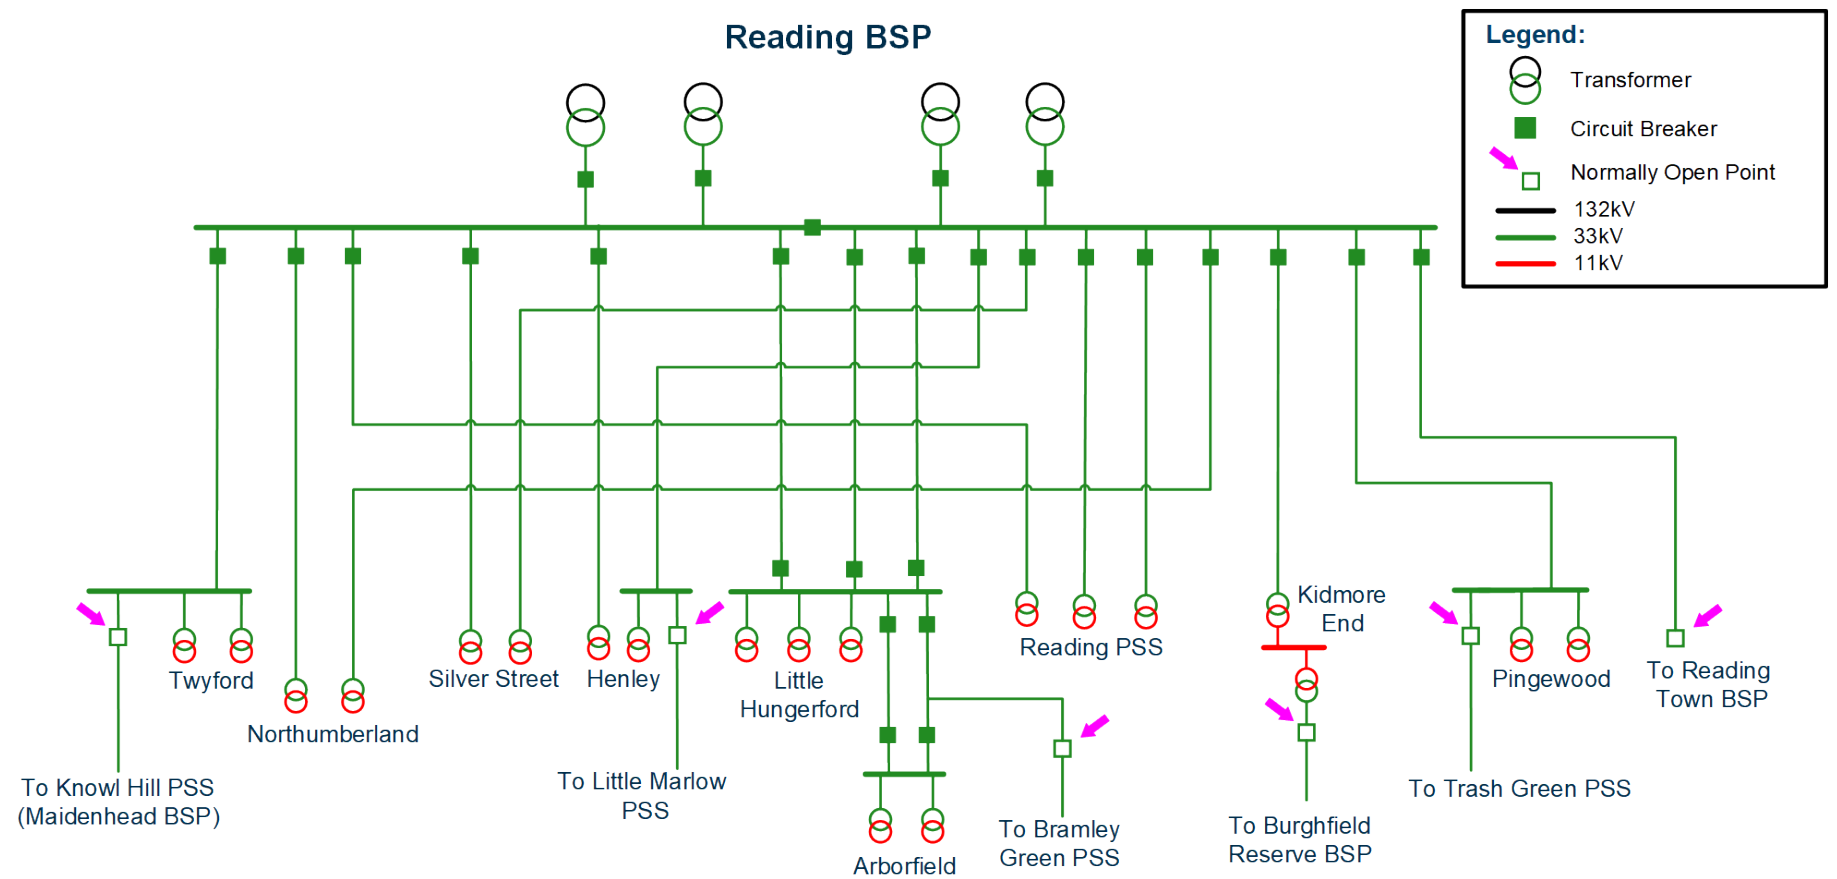 Reading BSP
Legend:
Transformer
Circuit Breaker
Normally Open Point
132kV
33kV
11kV
Kidmore
End
Reading PSS
Twyford
Silver Street
Henley
Little
Hungerford
Pingewood
To Reading
Town BSP
Northumberland
To Knowl Hill PSS
(Maidenhead BSP)
To Little Marlow
PSS
To Trash Green PSS
Arborfield
To Bramley
Green PSS
To Burghfield
Reserve BSP